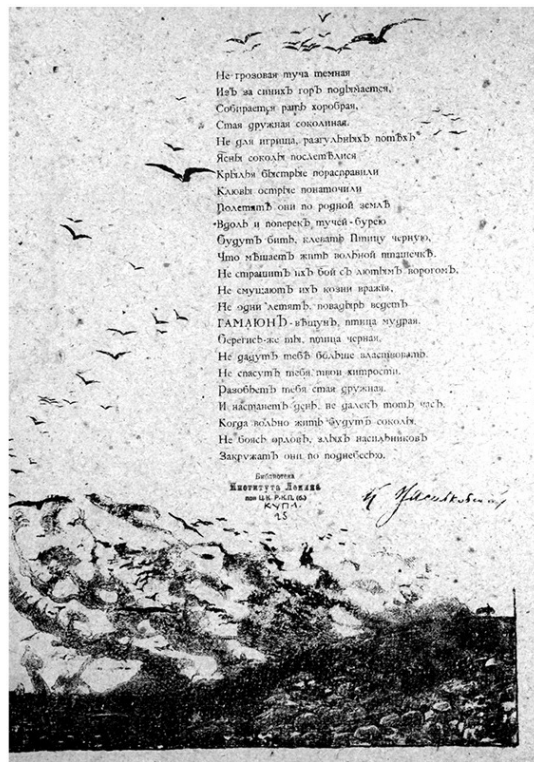 Не грозовая туча темная
Изъ за синихъ горъ подымается,
Собирается рать хоробрая,
Стая дружная соколиная.
Не для игрища, разгульныхъ потѣхъ
Ясны соколы послеталися
Крылья быстрые порасправили
Клювы острые понаточили
Полетятъ они по родной землѣ
Вдоль и поперекъ тучей-бурею
Будутъ бить, клевать Птицу черную,
Что мѣшаетъ жить вольной пташечкѣ.
Не страшитъ ихъ бой съ лютымъ ворогомъ,
Не смущаютъ ихъ козни вражьи,
Не одни летятъ, повадырь ведетъ
ГАМАЮНЪ-вѣщунъ, птица мудрая.
Берегись-же ты, птица черная,
Не дадутъ тебѣ больше властвовать.
Не спасутъ тебя твои хитрости.
Разобьетъ тебя стая дружная.
И настанетъ день, не далекъ тотъ часъ,
Когда вольно жить будутъ соколы.
Не боясь орловъ, злыхъ насильниковъ
Закружатъ они по поднебесью.
Библиотека
Института Ленина
при Ц.К. Р.К.П. (б.)
КУПЛ.
25